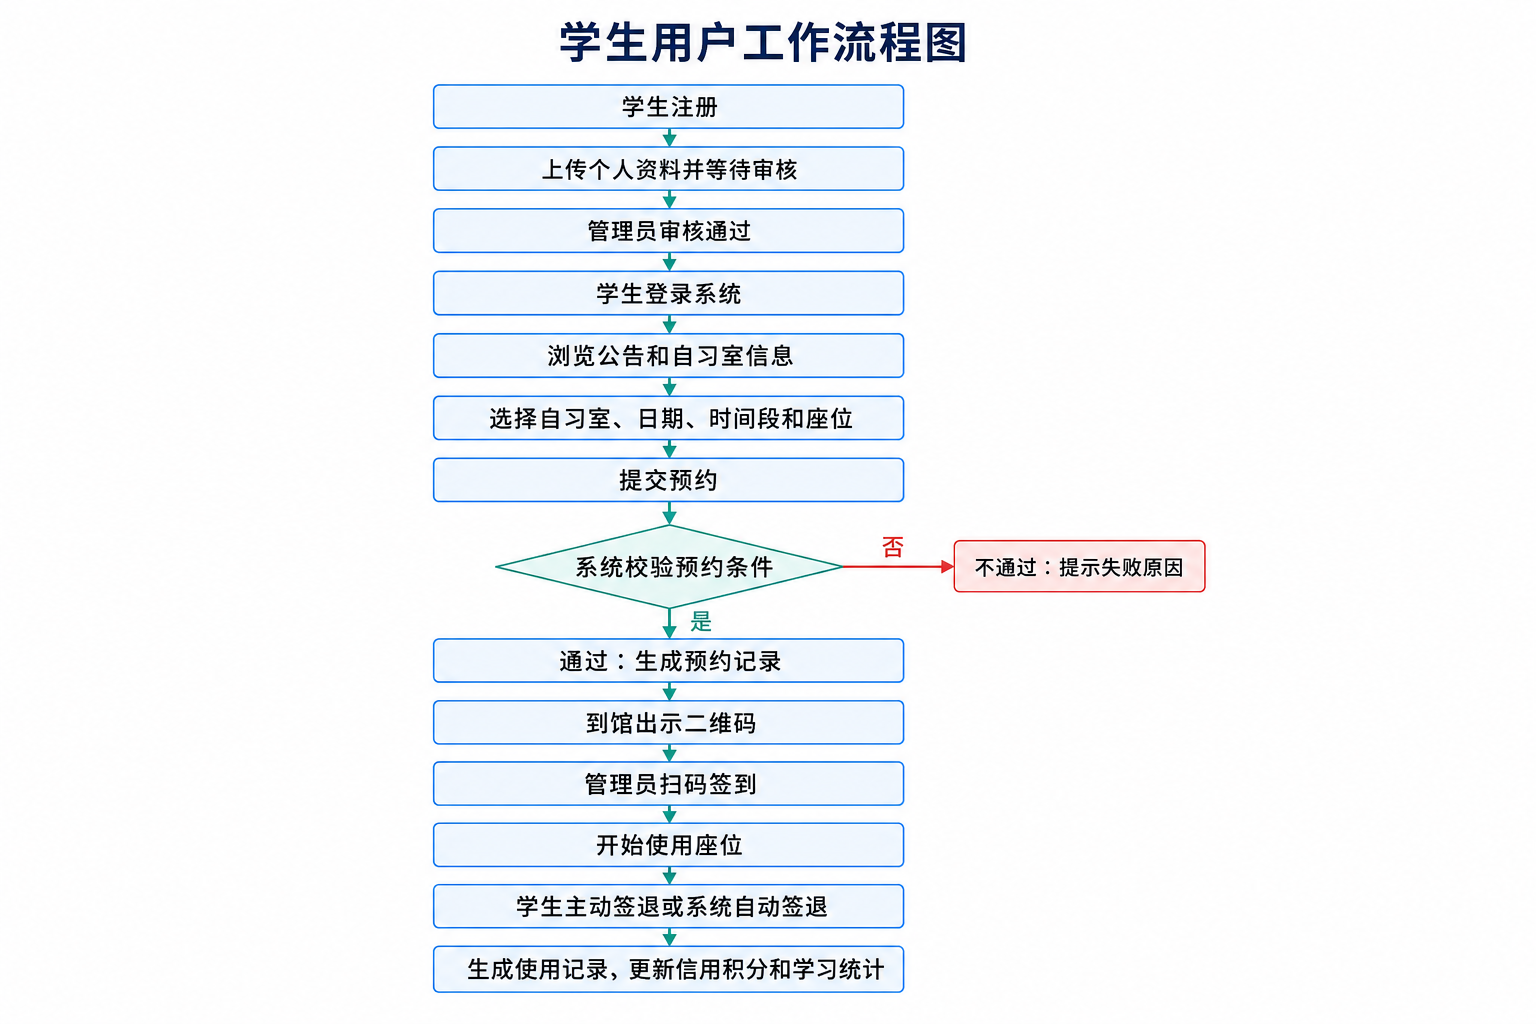 学生用户工作流程图
学生注册
上传个人资料并等待审核
管理员审核通过
学生登录系统
浏览公告和自习室信息
选择自习室、日期、时间段和座位
提交预约
系统校验预约条件
否
不通过：提示失败原因
是
通过：生成预约记录
到馆出示二维码
管理员扫码签到
开始使用座位
学生主动签退或系统自动签退
生成使用记录，更新信用积分和学习统计